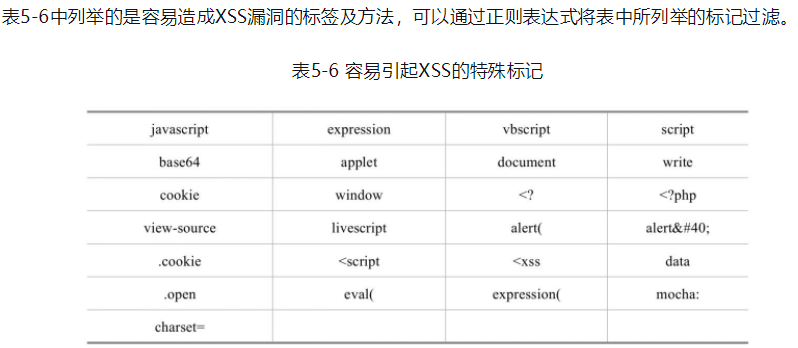 表5-6中列举的是容易造成XSS漏洞的标签及方法，可以通过正则表达式将表中所列举的标记过滤。
表5-6 容易引起XSS的特殊标记
javascript expression vbscript script
base64 applet document write
cookie window <? <?php
view-source livescript alert( alert&#40;
.cookie <script <xss data
.open eval( expression( mocha:
charset=